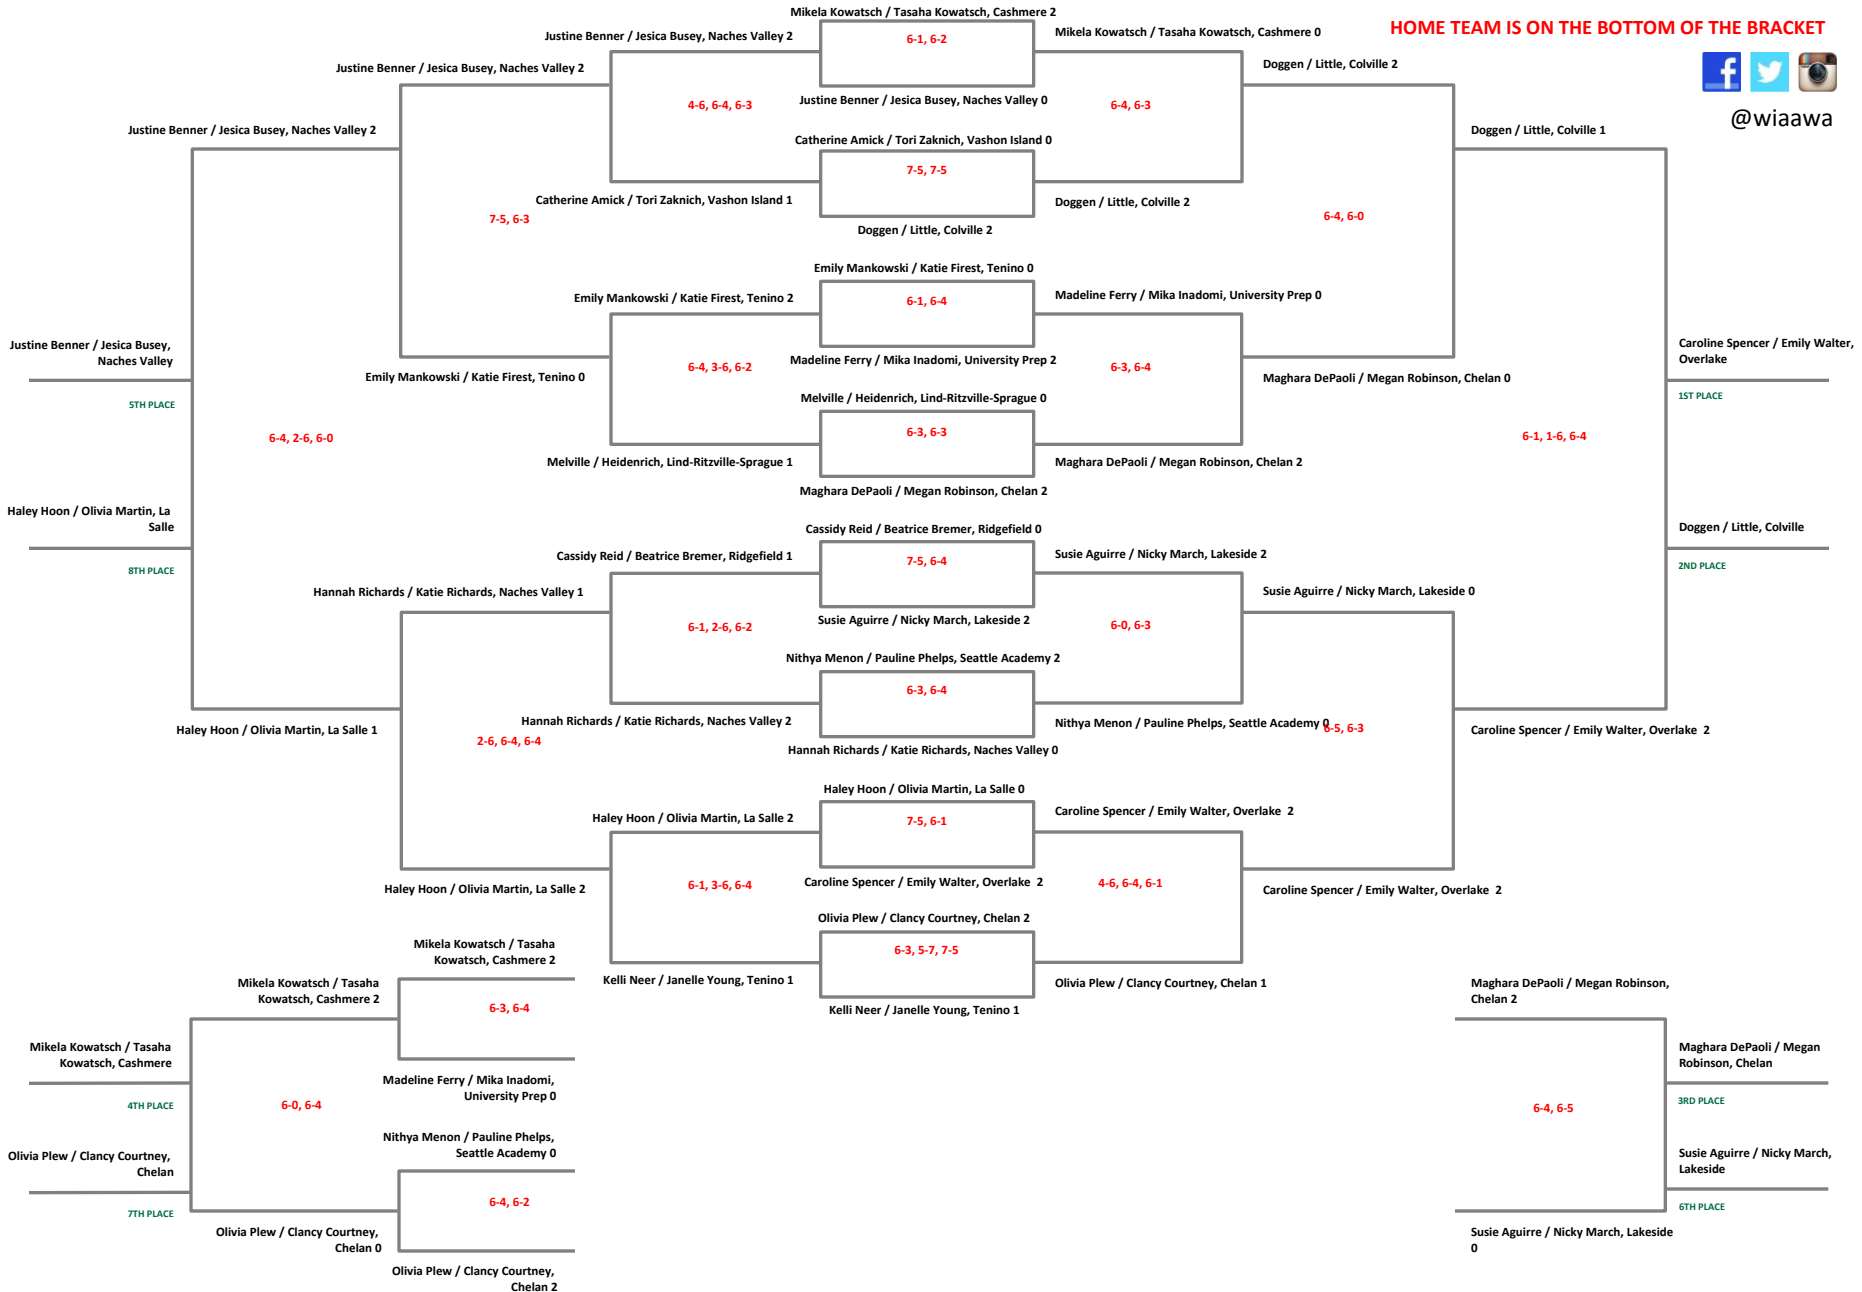 Mikela Kowatsch / Tasaha Kowatsch, Cashmere 2
HOME TEAM IS ON THE BOTTOM OF THE BRACKET
Justine Benner / Jesica Busey, Naches Valley 2
6-1, 6-2
Mikela Kowatsch / Tasaha Kowatsch, Cashmere 0
Justine Benner / Jesica Busey, Naches Valley 2
Doggen / Little, Colville 2
4-6, 6-4, 6-3
Justine Benner / Jesica Busey, Naches Valley 0
6-4, 6-3
@wiaawa
Justine Benner / Jesica Busey, Naches Valley 2
Catherine Amick / Tori Zaknich, Vashon Island 0
Doggen / Little, Colville 1
7-5, 7-5
Catherine Amick / Tori Zaknich, Vashon Island 1
Doggen / Little, Colville 2
7-5, 6-3
Doggen / Little, Colville 2
6-4, 6-0
Emily Mankowski / Katie Firest, Tenino 0
Emily Mankowski / Katie Firest, Tenino 2
6-1, 6-4
Madeline Ferry / Mika Inadomi, University Prep 0
Justine Benner / Jesica Busey,
Naches Valley
Caroline Spencer / Emily Walter,
Overlake
6-4, 3-6, 6-2
Madeline Ferry / Mika Inadomi, University Prep 2
6-3, 6-4
Emily Mankowski / Katie Firest, Tenino 0
Maghara DePaoli / Megan Robinson, Chelan 0
5TH PLACE
Melville / Heidenrich, Lind-Ritzville-Sprague 0
1ST PLACE
6-4, 2-6, 6-0
6-3, 6-3
6-1, 1-6, 6-4
Melville / Heidenrich, Lind-Ritzville-Sprague 1
Maghara DePaoli / Megan Robinson, Chelan 2
Maghara DePaoli / Megan Robinson, Chelan 2
Haley Hoon / Olivia Martin, La
Salle
Cassidy Reid / Beatrice Bremer, Ridgefield 0
Doggen / Little, Colville
Cassidy Reid / Beatrice Bremer, Ridgefield 1
7-5, 6-4
Susie Aguirre / Nicky March, Lakeside 2
8TH PLACE
2ND PLACE
Hannah Richards / Katie Richards, Naches Valley 1
Susie Aguirre / Nicky March, Lakeside 0
6-1, 2-6, 6-2
Susie Aguirre / Nicky March, Lakeside 2
6-0, 6-3
Nithya Menon / Pauline Phelps, Seattle Academy 2
6-3, 6-4
Haley Hoon / Olivia Martin, La Salle 1
Hannah Richards / Katie Richards, Naches Valley 2
Nithya Menon / Pauline Phelps, Seattle Academy 0
-5, 6-3
Caroline Spencer / Emily Walter, Overlake 2
2-6, 6-4, 6-4
Hannah Richards / Katie Richards, Naches Valley 0
Haley Hoon / Olivia Martin, La Salle 0
Haley Hoon / Olivia Martin, La Salle 2
7-5, 6-1
Caroline Spencer / Emily Walter, Overlake 2
Haley Hoon / Olivia Martin, La Salle 2
6-1, 3-6, 6-4
Caroline Spencer / Emily Walter, Overlake 2
4-6, 6-4, 6-1
Caroline Spencer / Emily Walter, Overlake 2
Olivia Plew / Clancy Courtney, Chelan 2
Mikela Kowatsch / Tasaha
Kowatsch, Cashmere 2
6-3, 5-7, 7-5
Mikela Kowatsch / Tasaha
Kowatsch, Cashmere 2
Kelli Neer / Janelle Young, Tenino 1
Olivia Plew / Clancy Courtney, Chelan 1
Maghara DePaoli / Megan Robinson,
Chelan 2
6-3, 6-4
Kelli Neer / Janelle Young, Tenino 1
Mikela Kowatsch / Tasaha
Kowatsch, Cashmere
Maghara DePaoli / Megan
Robinson, Chelan
Madeline Ferry / Mika Inadomi,
University Prep 0
4TH PLACE
6-0, 6-4
6-4, 6-5
3RD PLACE
Nithya Menon / Pauline Phelps,
Seattle Academy 0
Olivia Plew / Clancy Courtney,
Chelan
Susie Aguirre / Nicky March,
Lakeside
6-4, 6-2
7TH PLACE
6TH PLACE
Olivia Plew / Clancy Courtney,
Chelan 0
Susie Aguirre / Nicky March, Lakeside
0
Olivia Plew / Clancy Courtney,
Chelan 2